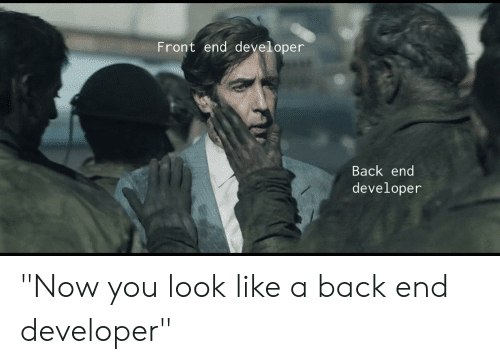 Front end developer
Back end
developer
"Now you look like a back end
developer"